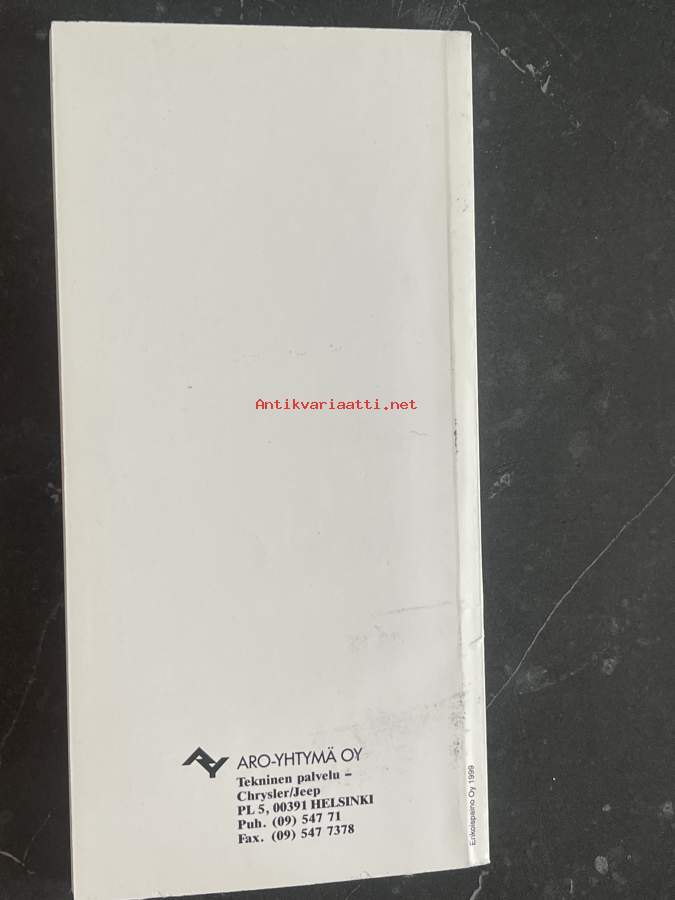 Antikvariaatti.net
ARO-YHTYMÄ OY
Tekninen palvelu –
Chrysler/Jeep
PL 5, 00391 HELSINKI
Puh. (09) 547 71
Fax. (09) 547 7378
Erikoispaino Oy 1999